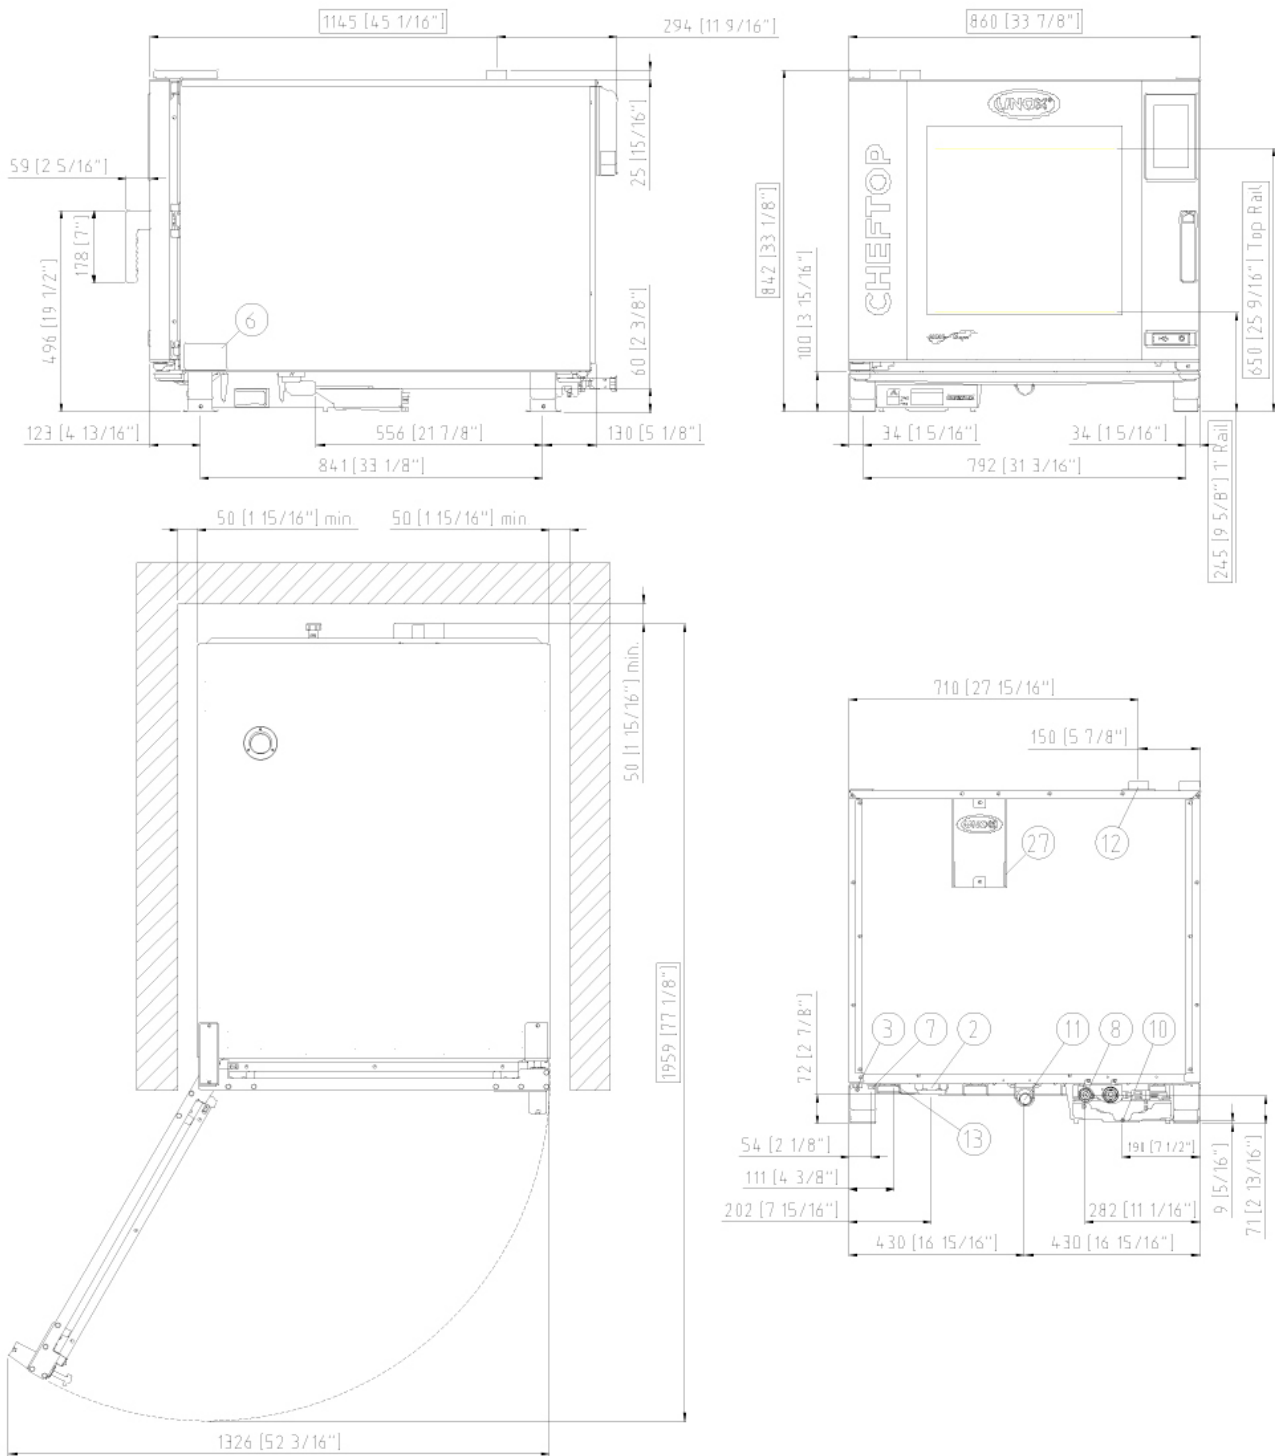 1145 [45 1/16"]
294 [11 9/16"]
860 [33 7/8"]
59 [2 5/16"]
178 [7"]
496 [19 1/2"]
25 [15/16"]
60 [2 3/8"]
6
123 [4 13/16"]
556 [21 7/8"]
130 [5 1/8"]
841 [33 1/8"]
UNOX
CHEFTOP
842 [33 1/8"]
100 [3 15/16"]
650 [25 9/16"] Top Rail
245 [9 5/8"] 1' Rail
34 [1 5/16"]
34 [1 5/16"]
792 [31 3/16"]
50 [1 15/16"] min
50 [1 15/16"] min
50 [1 15/16"] min.
1959 [77 1/8"]
1326 [52 3/16"]
710 [27 15/16"]
150 [5 7/8"]
UNOX
27
12
72 [2 7/8"]
3
7
2
11
8
10
13
54 [2 1/8"]
111 [4 3/8"]
202 [7 15/16"]
430 [16 15/16"]
430 [16 15/16"]
282 [11 1/16"]
9 [5/16"]
71 [2 13/16"]